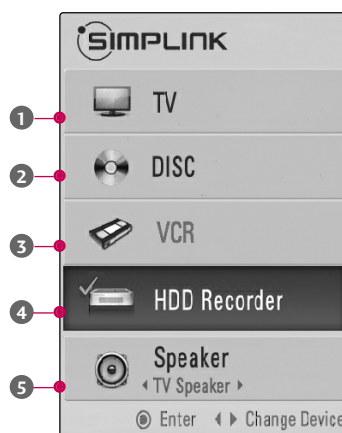 SIMPLINK
1 TV
2 DISC
3 VCR
4 HDD Recorder
5 Speaker
◀ TV Speaker ▶
◉ Enter ◀ ▶ Change Device